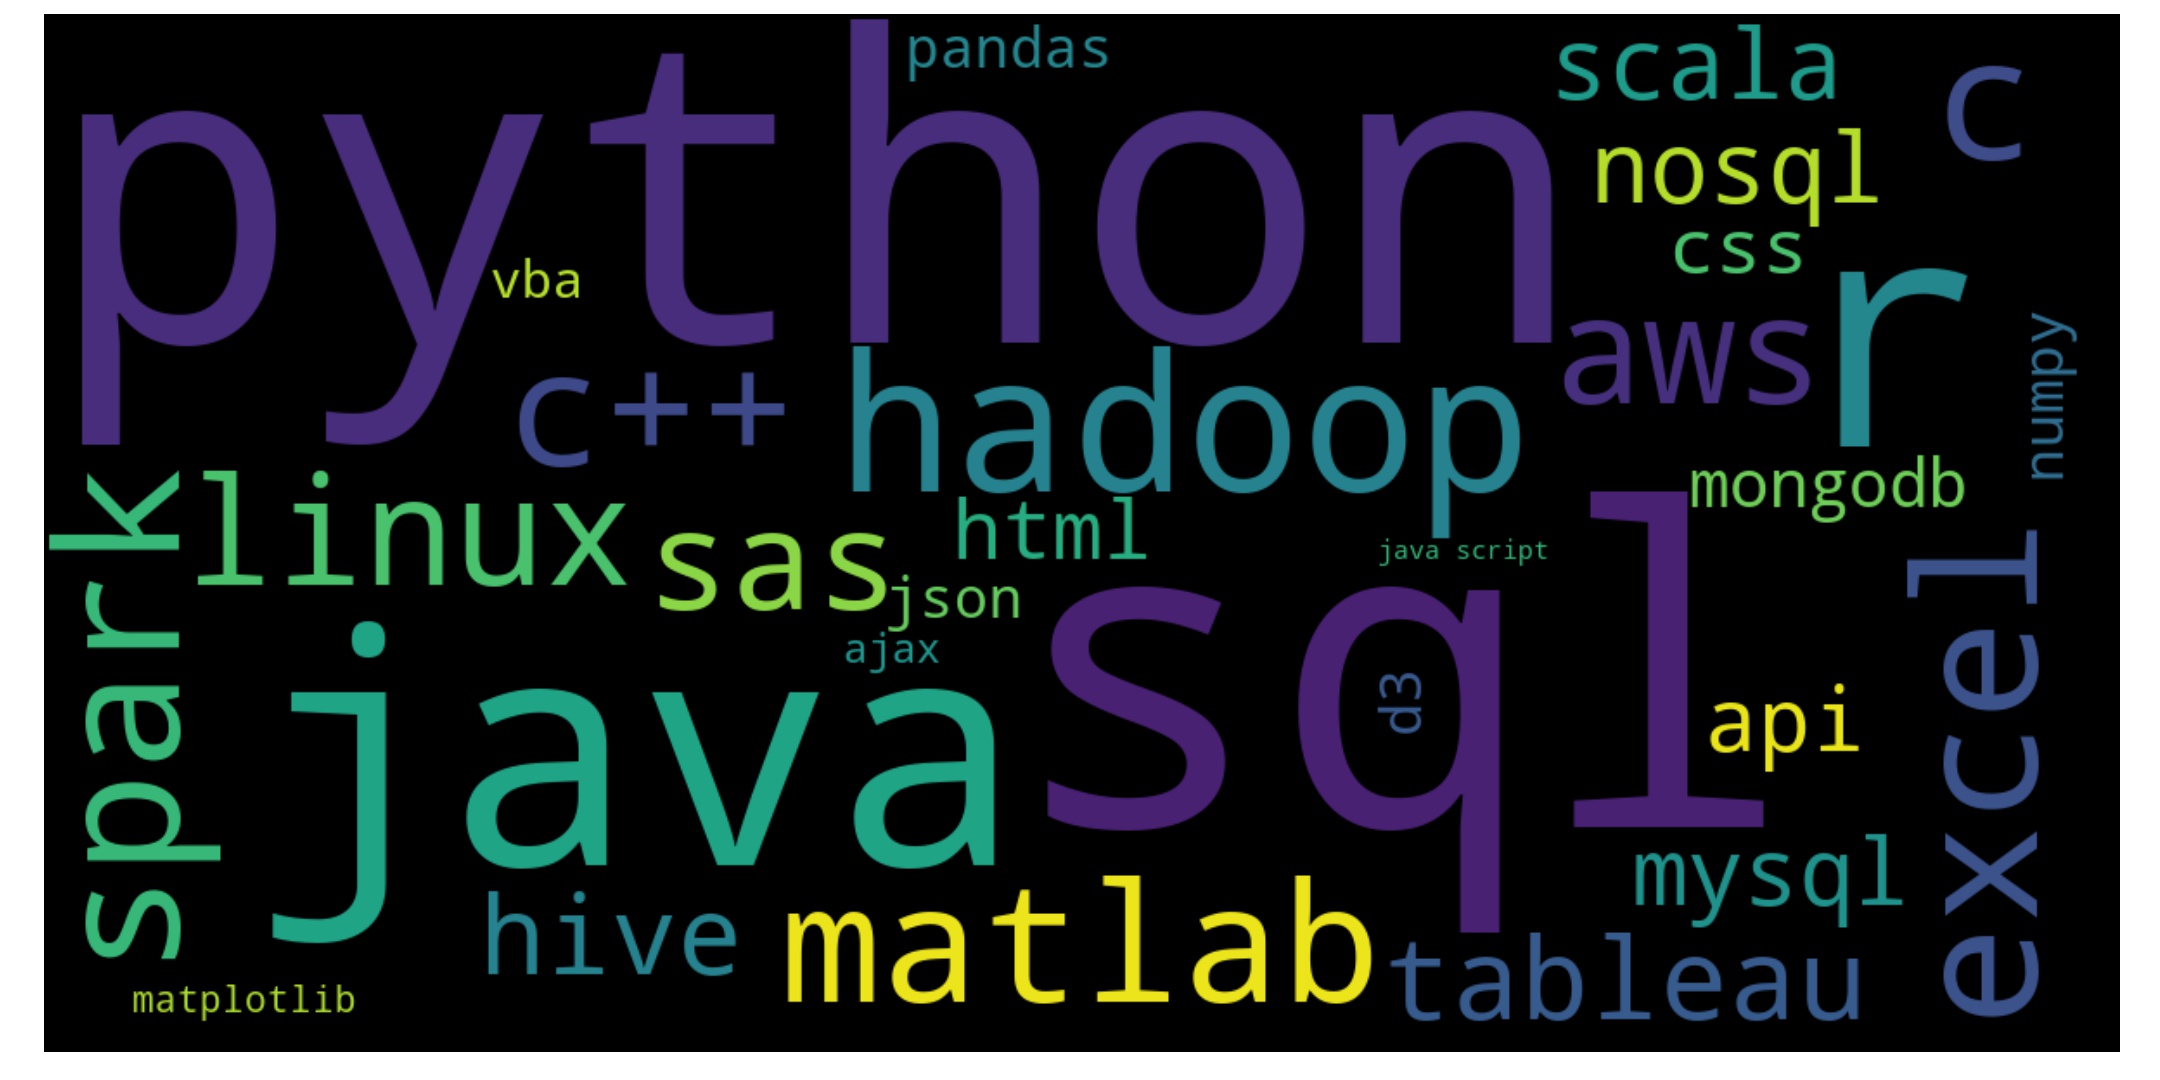 python
pandas
scala
c
nosql
css
vba
r
aws
numpy
c++
hadoop
mongodb
spark
linux
sas
html
java script
json
sql
excel
ajax
java
d3
api
mysql
hive
matlab
tableau
matplotlib